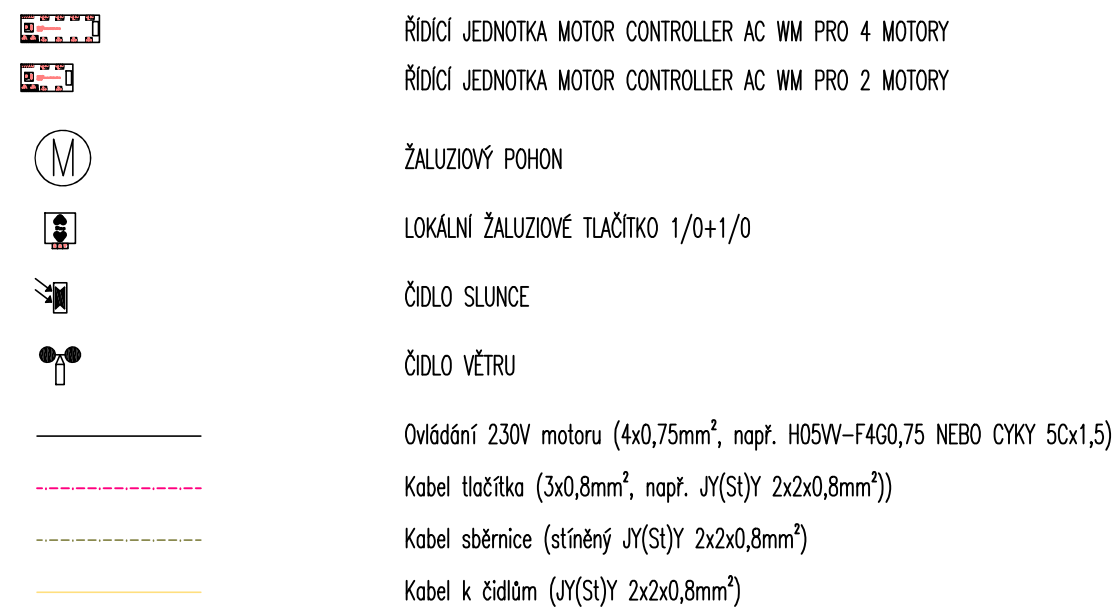 ŘÍDÍCÍ JEDNOTKA MOTOR CONTROLLER AC WM PRO 4 MOTORY
ŘÍDÍCÍ JEDNOTKA MOTOR CONTROLLER AC WM PRO 2 MOTORY
M ŽALUZIOVÝ POHON
LOKÁLNÍ ŽALUZIOVÉ TLAČÍTKO 1/0+1/0
ČIDLO SLUNCE
ČIDLO VĚTRU
Ovládání 230V motoru (4x0,75mm², např. H05VV-F4G0,75 NEBO CYKY 5Cx1,5)
Kabel tlačítka (3x0,8mm², např. JY(St)Y 2x2x0,8mm²))
Kabel sběrnice (stíněný JY(St)Y 2x2x0,8mm²)
Kabel k čidlům (JY(St)Y 2x2x0,8mm²)